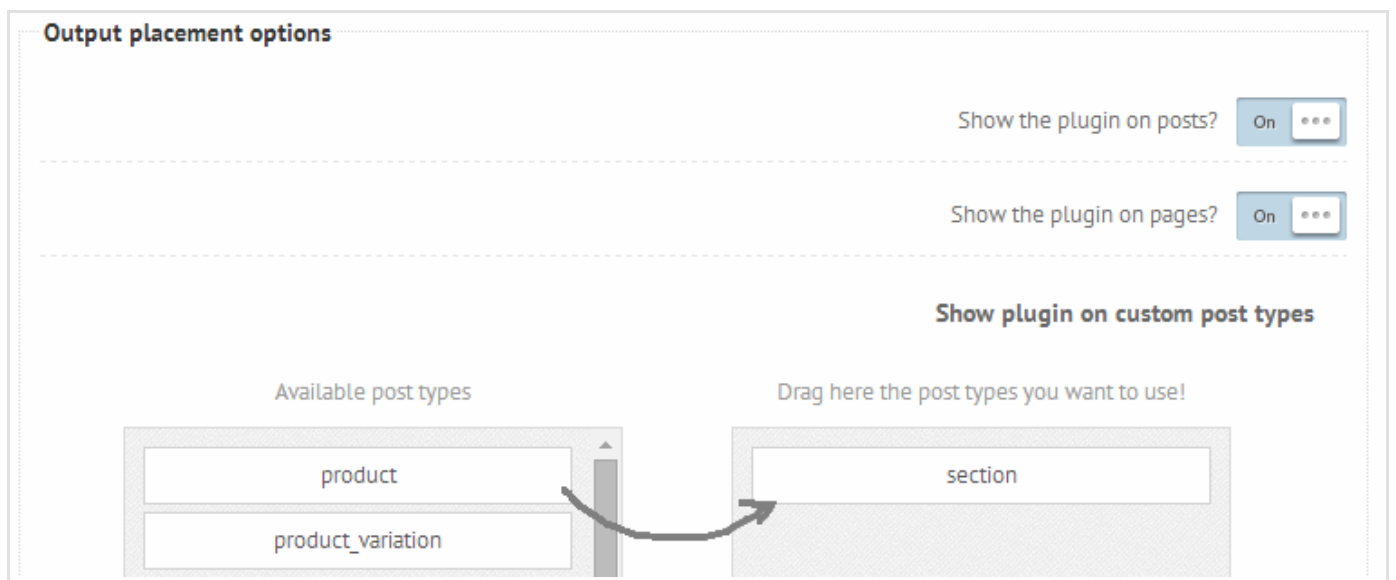 Output placement options
Show the plugin on posts?
On
Show the plugin on pages?
On
Show plugin on custom post types
Available post types
Drag here the post types you want to use!
product
section
product_variation